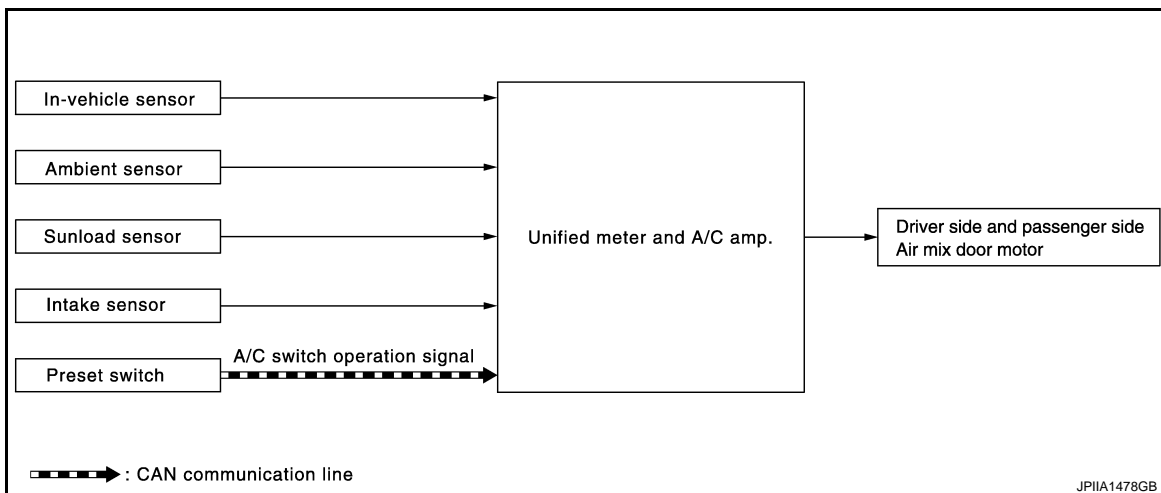 In-vehicle sensor
Ambient sensor
Sunload sensor
Intake sensor
Preset switch
A/C switch operation signal
Unified meter and A/C amp.
Driver side and passenger side
Air mix door motor
: CAN communication line
JPIIA1478GB